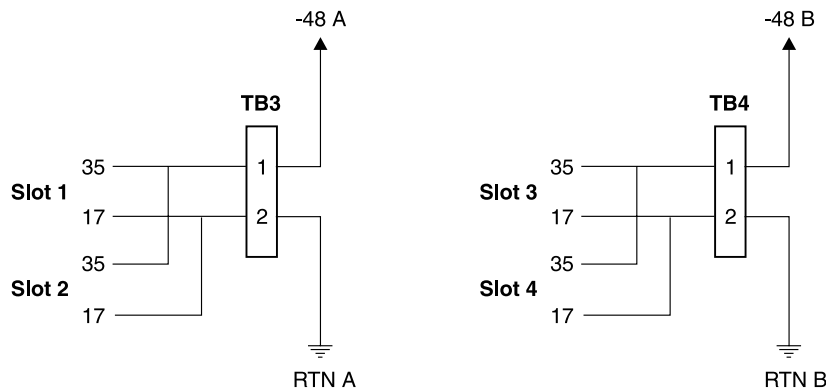 -48 A
TB3
35
1
Slot 1
17
2
35
Slot 2
17
RTN A
-48 B
TB4
35
1
Slot 3
17
2
35
Slot 4
17
RTN B